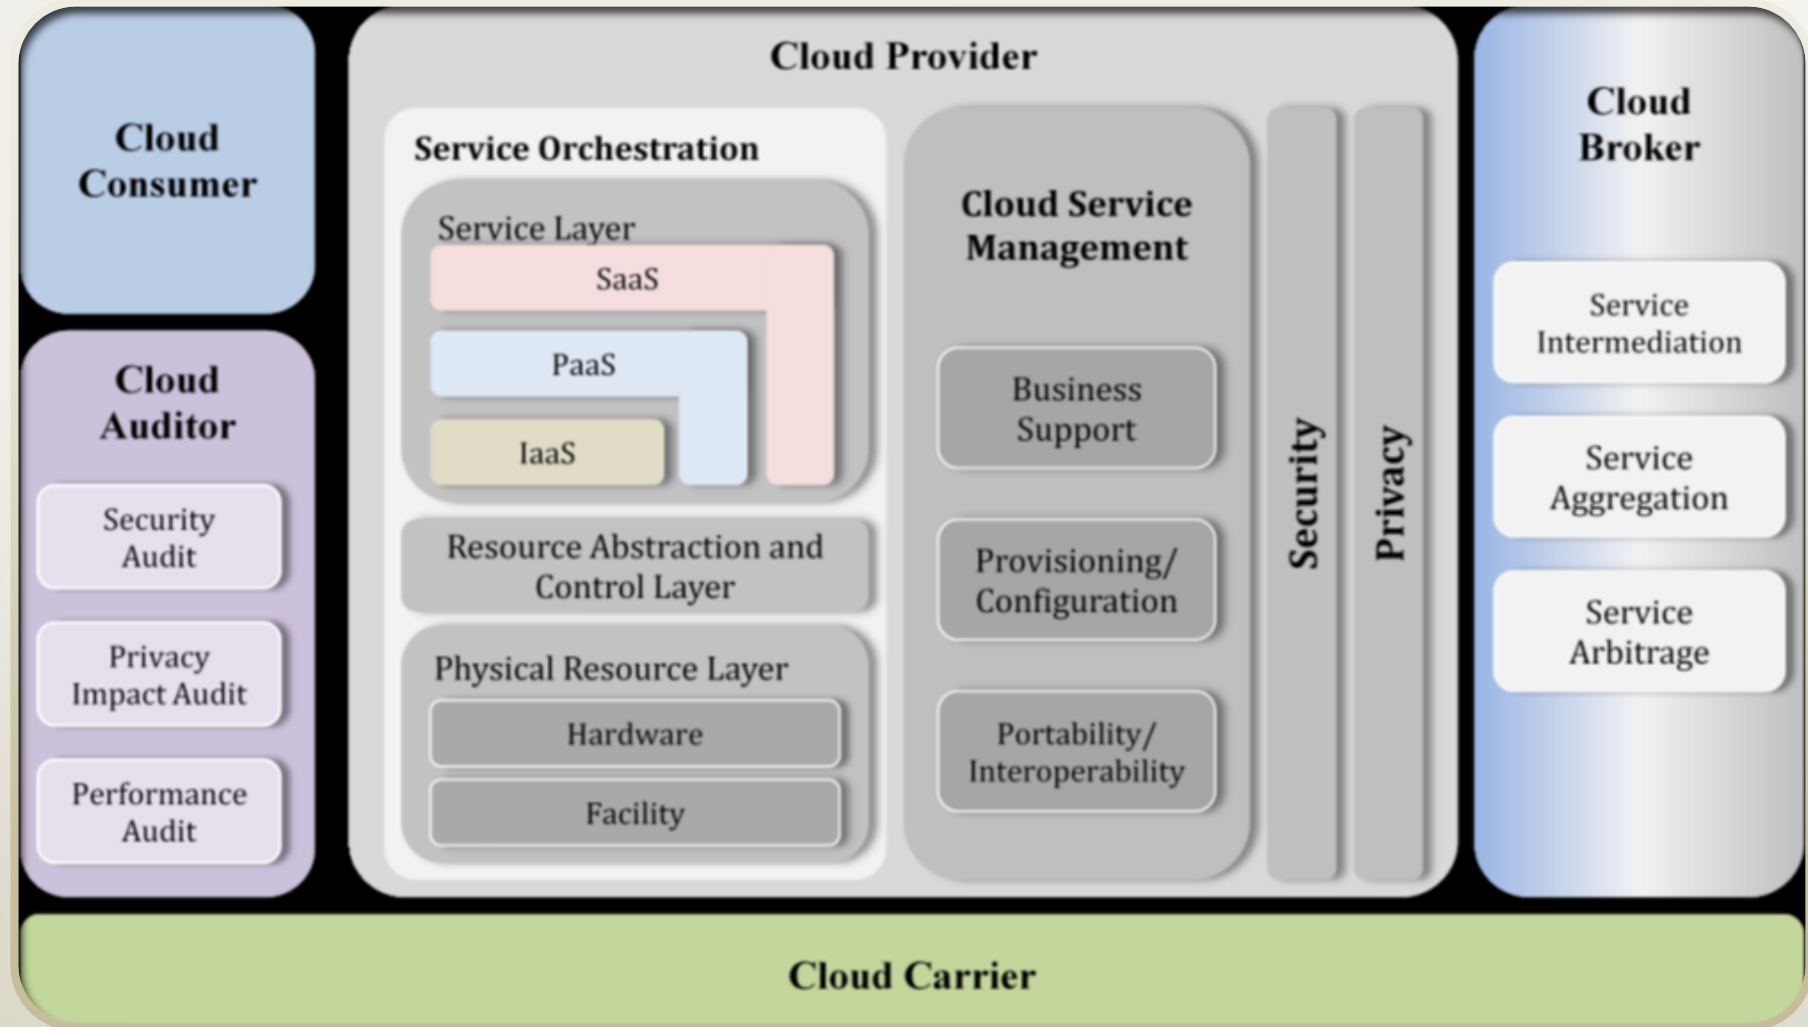 Cloud
Consumer
Cloud
Auditor
Security
Audit
Privacy
Impact Audit
Performance
Audit
Cloud Provider
Service Orchestration
Service Layer
SaaS
PaaS
IaaS
Resource Abstraction and
Control Layer
Physical Resource Layer
Hardware
Facility
Cloud Service
Management
Business
Support
Provisioning/
Configuration
Portability/
Interoperability
Security
Privacy
Cloud
Broker
Service
Intermediation
Service
Aggregation
Service
Arbitrage
Cloud Carrier